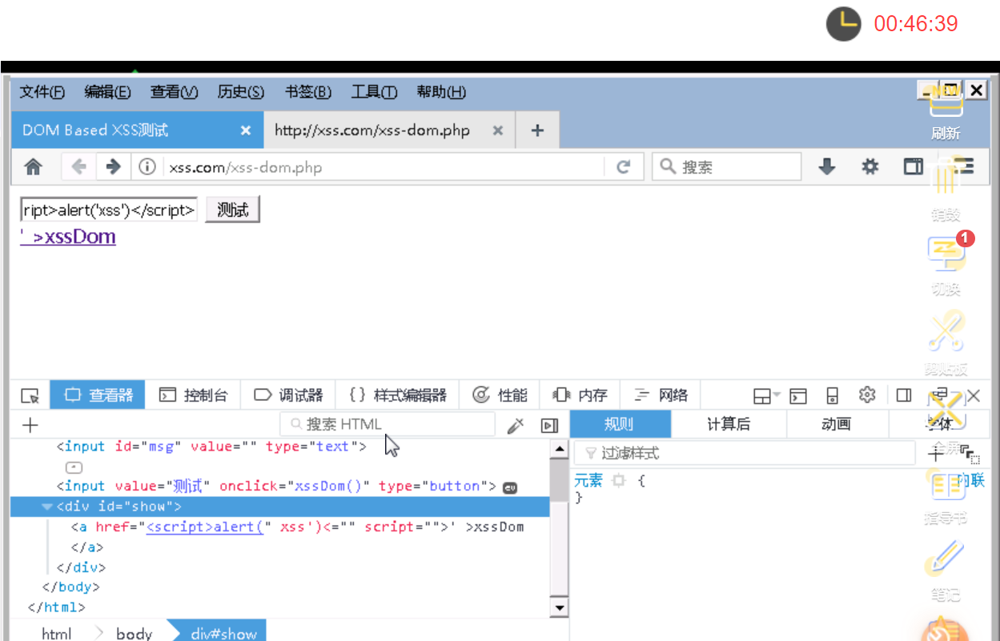 00:46:39
文件(F) 编辑(E) 查看(V) 历史(S) 书签(B) 工具(T) 帮助(H)
DOM Based XSS测试 × http://xss.com/xss-dom.php × +
NEW
刷新
xss.com/xss-dom.php 搜索
ript>alert('xss')</script> 测试
销毁
' >xssDom
1
切换
剪贴板
查看器 控制台 调试器 {} 样式编辑器 性能 内存 网络
+ 搜索 HTML 规则 计算后 动画 字体
全屏
<input id="msg" value="" type="text">
过滤样式
<input value="测试" onclick="xssDom()" type="button"> ev
元素 { 内联
}
<div id="show">
<a href="<script>alert(" xss')<="" script="">' >xssDom
指导书
</a>
</div>
</body>
笔记
</html>
html body div#show